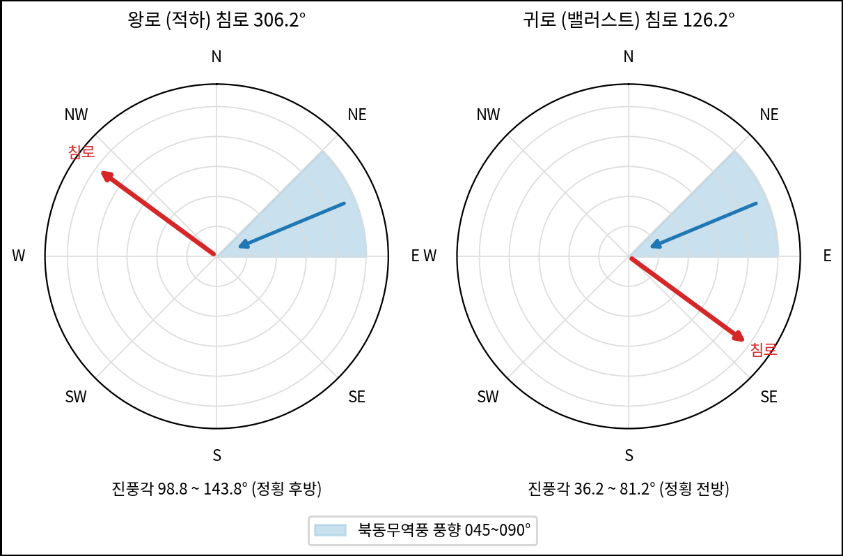 왕로 (적하) 침로 306.2°
귀로 (밸러스트) 침로 126.2°
N
NW
NE
침로
W
E
SW
SE
S
N
NW
NE
W
E
침로
SW
SE
S
진풍각 98.8 ~ 143.8° (정횡 후방)
진풍각 36.2 ~ 81.2° (정횡 전방)
북동무역풍 풍향 045~090°